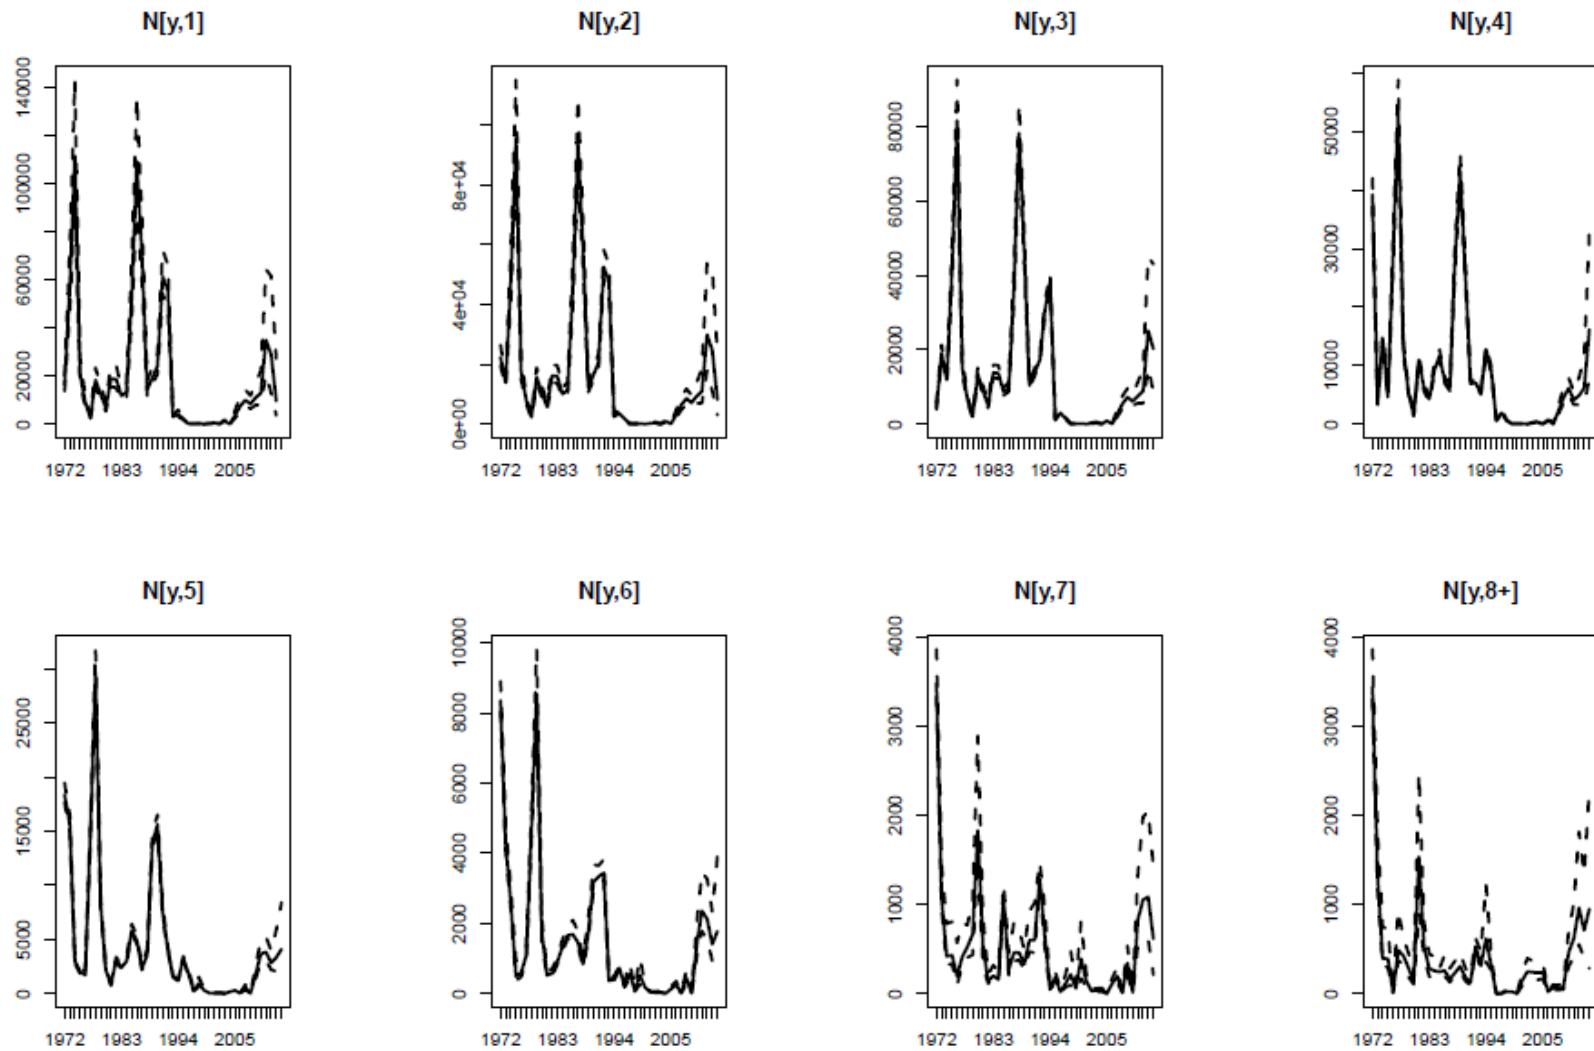 N[y,1]
N[y,2]
N[y,3]
N[y,4]
0 20000 60000 100000 140000
0e+00 4e+04 8e+04
0 20000 40000 60000 80000
0 10000 30000 50000
1972 1983 1994 2005
1972 1983 1994 2005
1972 1983 1994 2005
1972 1983 1994 2005
N[y,5]
N[y,6]
N[y,7]
N[y,8+]
0 5000 15000 25000
0 2000 4000 6000 8000 10000
0 1000 2000 3000 4000
0 1000 2000 3000 4000
1972 1983 1994 2005
1972 1983 1994 2005
1972 1983 1994 2005
1972 1983 1994 2005